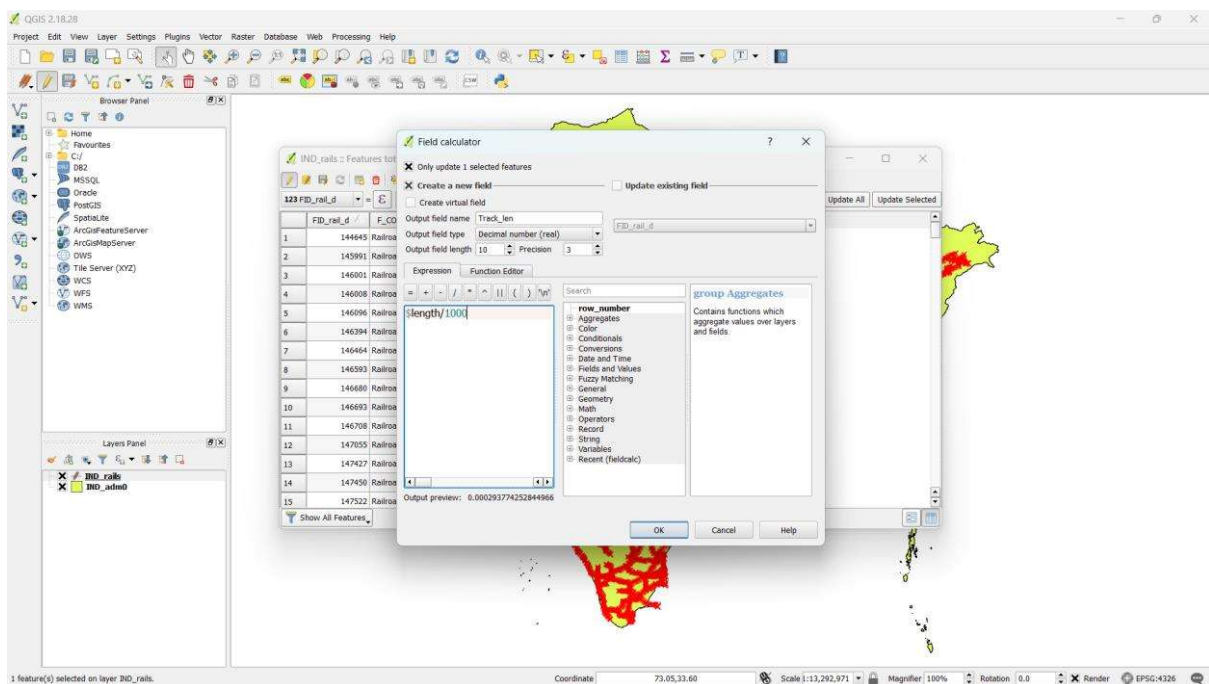 QGIS 2.18.28
Project Edit View Layer Settings Plugins Vector Raster Database Web Processing Help
Browser Panel
Home
Favourites
C:/
DB2
MSSQL
Oracle
PostGIS
SpatiaLite
ArcGisFeatureServer
ArcGisMapServer
OWS
Tile Server (XYZ)
WCS
WFS
WMS
Layers Panel
IND_rails
IND_adm0
IND_rails :: Features tot
123 FID_rail_d = ε
Update All Update Selected
FID_rail_d F_CO
1 144645 Railroa
2 145991 Railroa
3 146001 Railroa
4 146008 Railroa
5 146096 Railroa
6 146394 Railroa
7 146464 Railroa
8 146593 Railroa
9 146680 Railroa
10 146693 Railroa
11 146708 Railroa
12 147055 Railroa
13 147427 Railroa
14 147450 Railroa
15 147522 Railroa
Show All Features
Field calculator ? X
Only update 1 selected features
Create a new field Update existing field
Create virtual field
Output field name Track_len
FID_rail_d
Output field type Decimal number (real)
Output field length 10 Precision 3
Expression Function Editor
= + - / * ^ || ( ) '\n'
$length/1000
Search
row_number
Aggregates
Color
Conditionals
Conversions
Date and Time
Fields and Values
Fuzzy Matching
General
Geometry
Math
Operators
Record
String
Variables
Recent (fieldcalc)
group Aggregates
Contains functions which
aggregate values over layers
and fields.
Output preview: 0.000293774252844966
OK Cancel Help
1 feature(s) selected on layer IND_rails.
Coordinate 73.05,33.60 Scale 1:13,292,971 Magnifier 100% Rotation 0.0 Render EPSG:4326